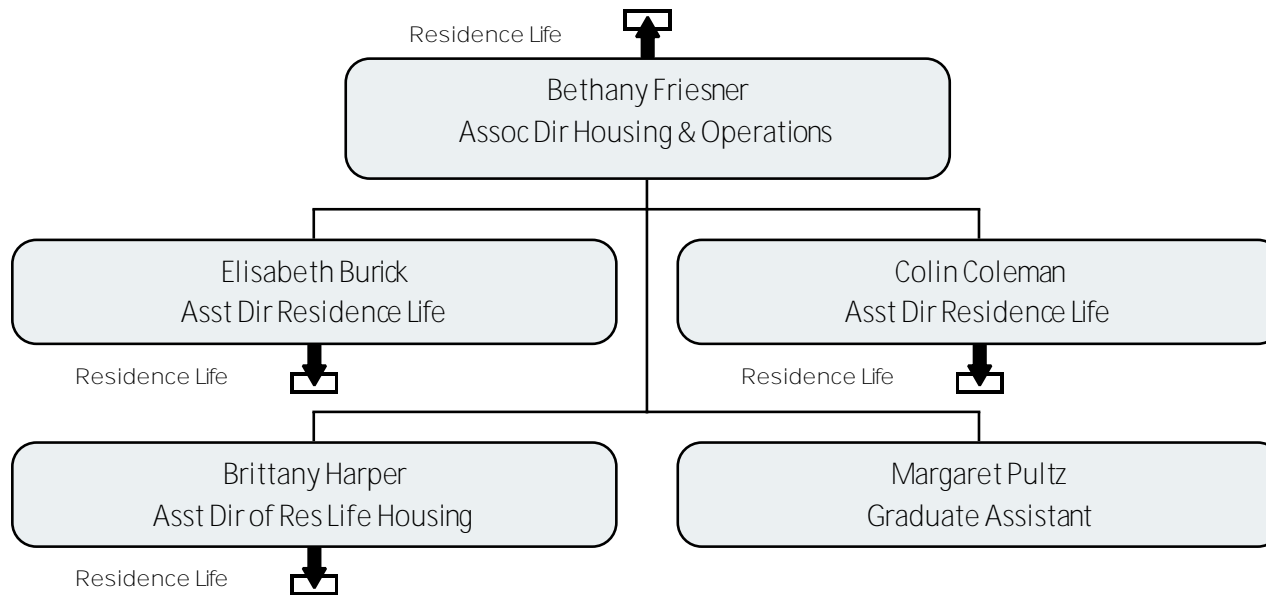 Residence Life
Bethany Friesner
Assoc Dir Housing & Operations
Elisabeth Burick
Asst Dir Residence Life
Colin Coleman
Asst Dir Residence Life
Residence Life
Residence Life
Brittany Harper
Asst Dir of Res Life Housing
Margaret Pultz
Graduate Assistant
Residence Life